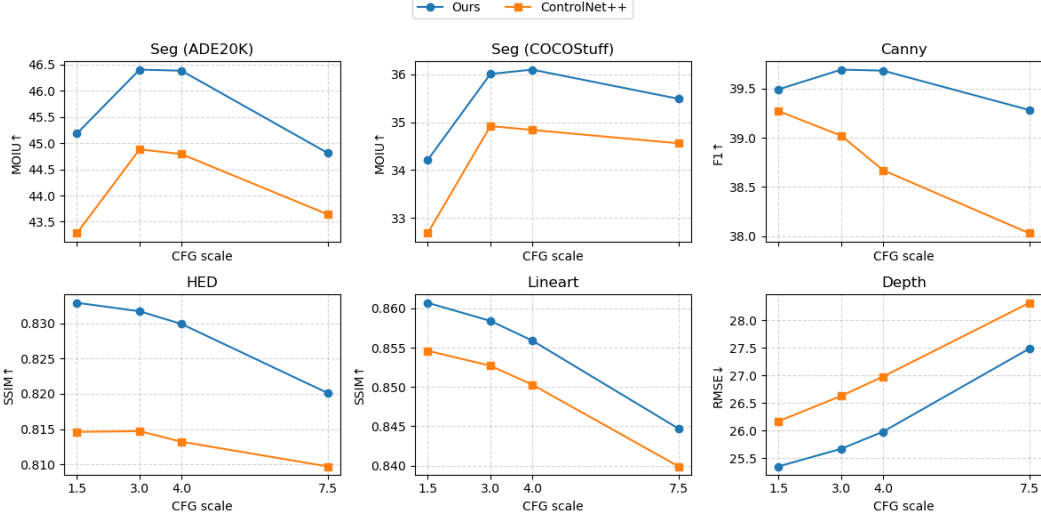 Ours ControlNet++
Seg (ADE20K)
46.5
46.0
45.5
45.0
44.5
44.0
43.5
MOIU↑
CFG scale
Seg (COCOStuff)
36
35
34
33
MOIU↑
CFG scale
Canny
39.5
39.0
38.5
38.0
F1↑
CFG scale
HED
0.830
0.825
0.820
0.815
0.810
SSIM↑
1.5 3.0 4.0 7.5
CFG scale
Lineart
0.860
0.855
0.850
0.845
0.840
SSIM↑
1.5 3.0 4.0 7.5
CFG scale
Depth
28.0
27.5
27.0
26.5
26.0
25.5
RMSE↓
1.5 3.0 4.0 7.5
CFG scale